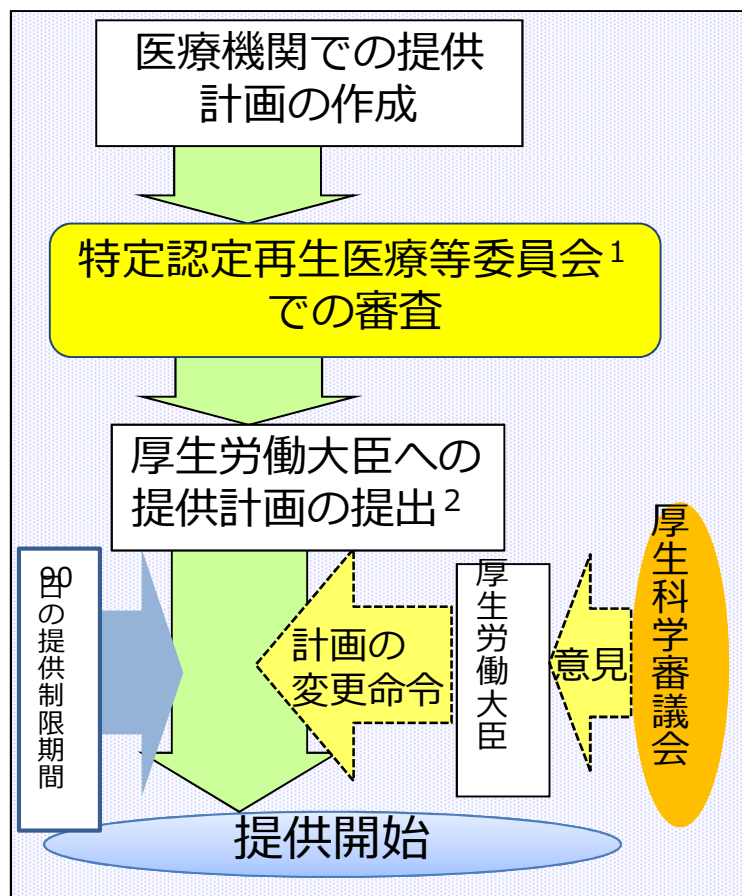 医療機関での提供
計画の作成
特定認定再生医療等委員会1
での審査
厚生労働大臣への
提供計画の提出2
90日の提供制限期間
計画の
変更命令
厚生労働大臣
意見
厚生科学審議会
提供開始